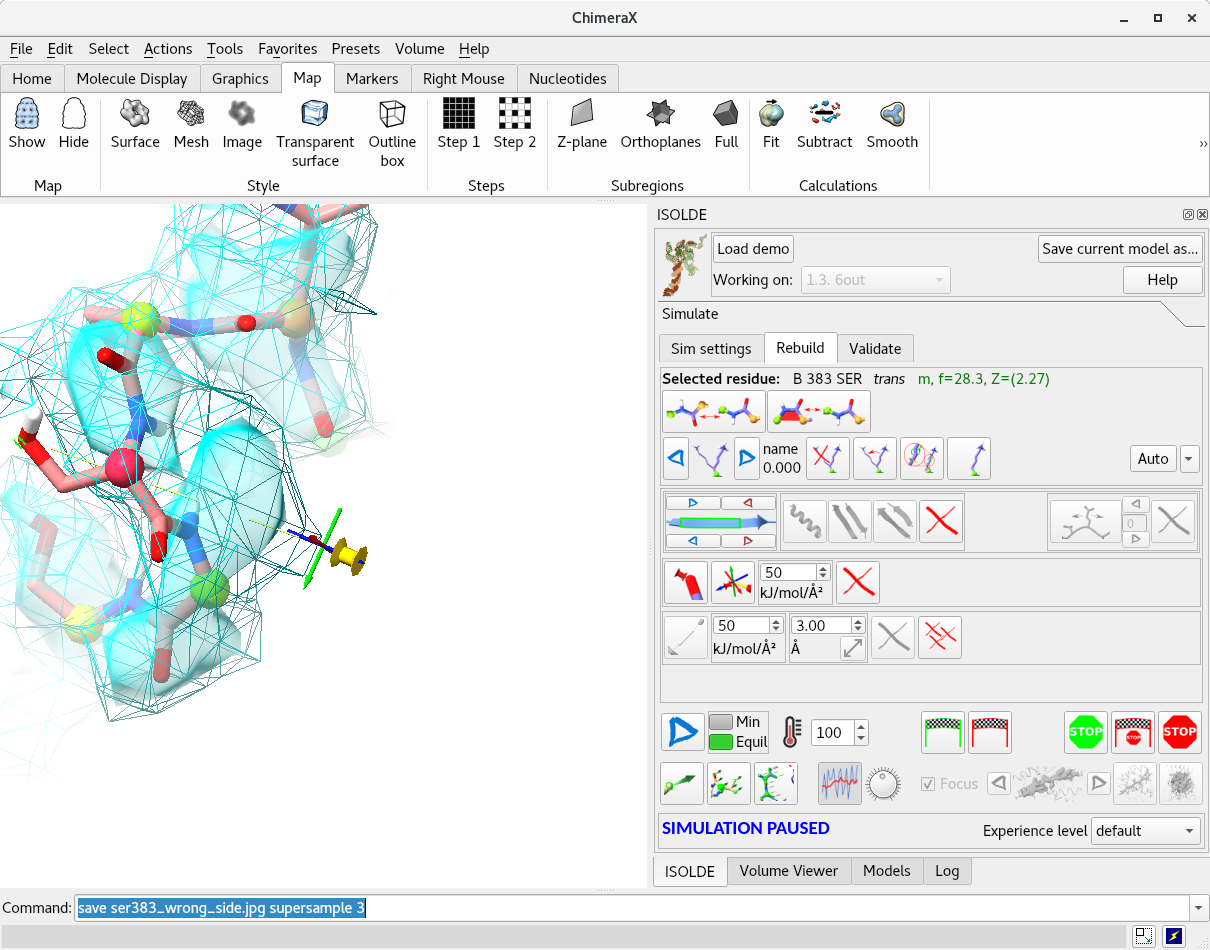 ChimeraX
File Edit Select Actions Tools Favorites Presets Volume Help
Home Molecule Display Graphics Map Markers Right Mouse Nucleotides
Show Hide Surface Mesh Image Transparent surface Outline box Step 1 Step 2 Z-plane Orthoplanes Full Fit Subtract Smooth
Map Style Steps Subregions Calculations
ISOLDE
Load demo Save current model as...
Working on: 1.3. 6out Help
Simulate
Sim settings Rebuild Validate
Selected residue: B 383 SER trans m, f=28.3, Z=(2.27)
name
0.000 Auto
0
50
kJ/mol/Å²
50 3.00
kJ/mol/Å² Å
Min
Equil 100 STOP STOP STOP
Focus
SIMULATION PAUSED Experience level default
ISOLDE Volume Viewer Models Log
Command: save ser383_wrong_side.jpg supersample 3